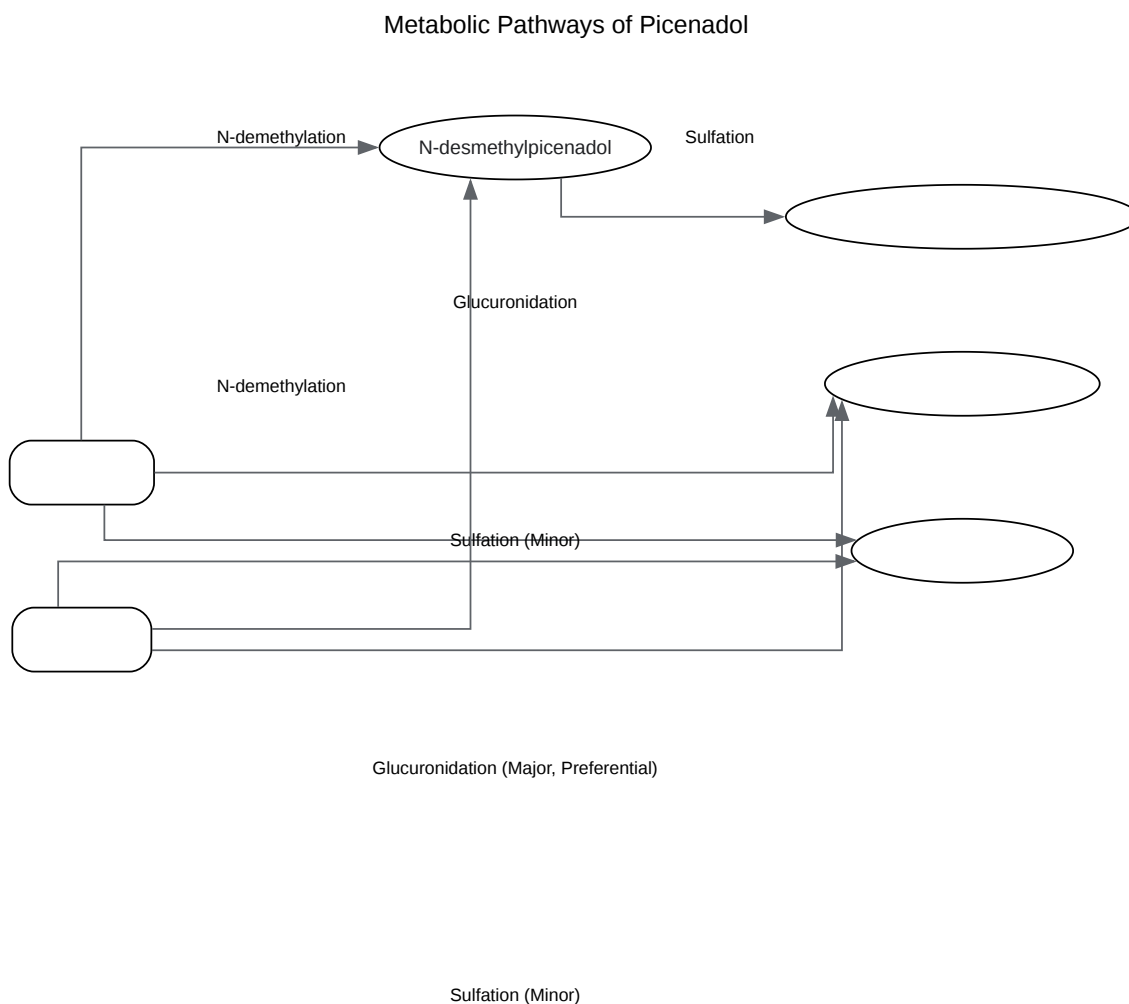 Metabolic Pathways of Picenadol
N-demethylation
N-desmethylpicenadol
Sulfation
Glucuronidation
N-demethylation
Sulfation (Minor)
Glucuronidation (Major, Preferential)
Sulfation (Minor)